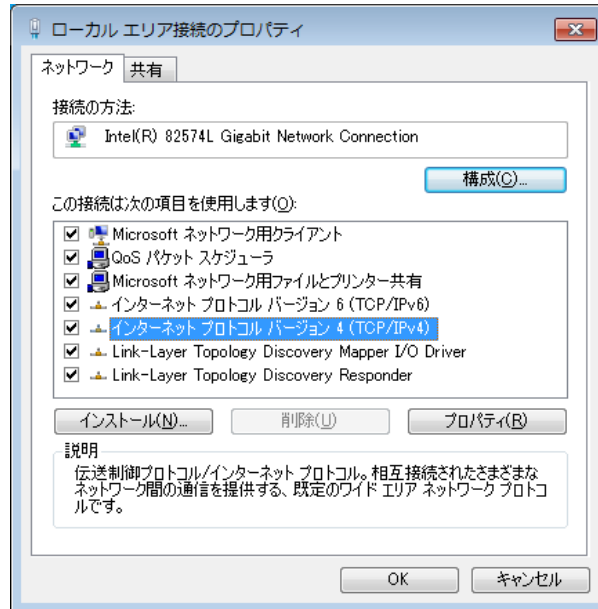 ローカル エリア接続のプロパティ
ネットワーク 共有
接続の方法:
Intel(R) 82574L Gigabit Network Connection
構成(C)...
この接続は次の項目を使用します(O):
Microsoft ネットワーク用クライアント
QoS パケット スケジューラ
Microsoft ネットワーク用ファイルとプリンター共有
インターネット プロトコル バージョン 6 (TCP/IPv6)
インターネット プロトコル バージョン 4 (TCP/IPv4)
Link-Layer Topology Discovery Mapper I/O Driver
Link-Layer Topology Discovery Responder
インストール(N)... 削除(U) プロパティ(R)
説明
伝送制御プロトコル/インターネット プロトコル。相互接続されたさまざまな
ネットワーク間の通信を提供する、既定のワイド エリア ネットワーク プロトコ
ルです。
OK キャンセル